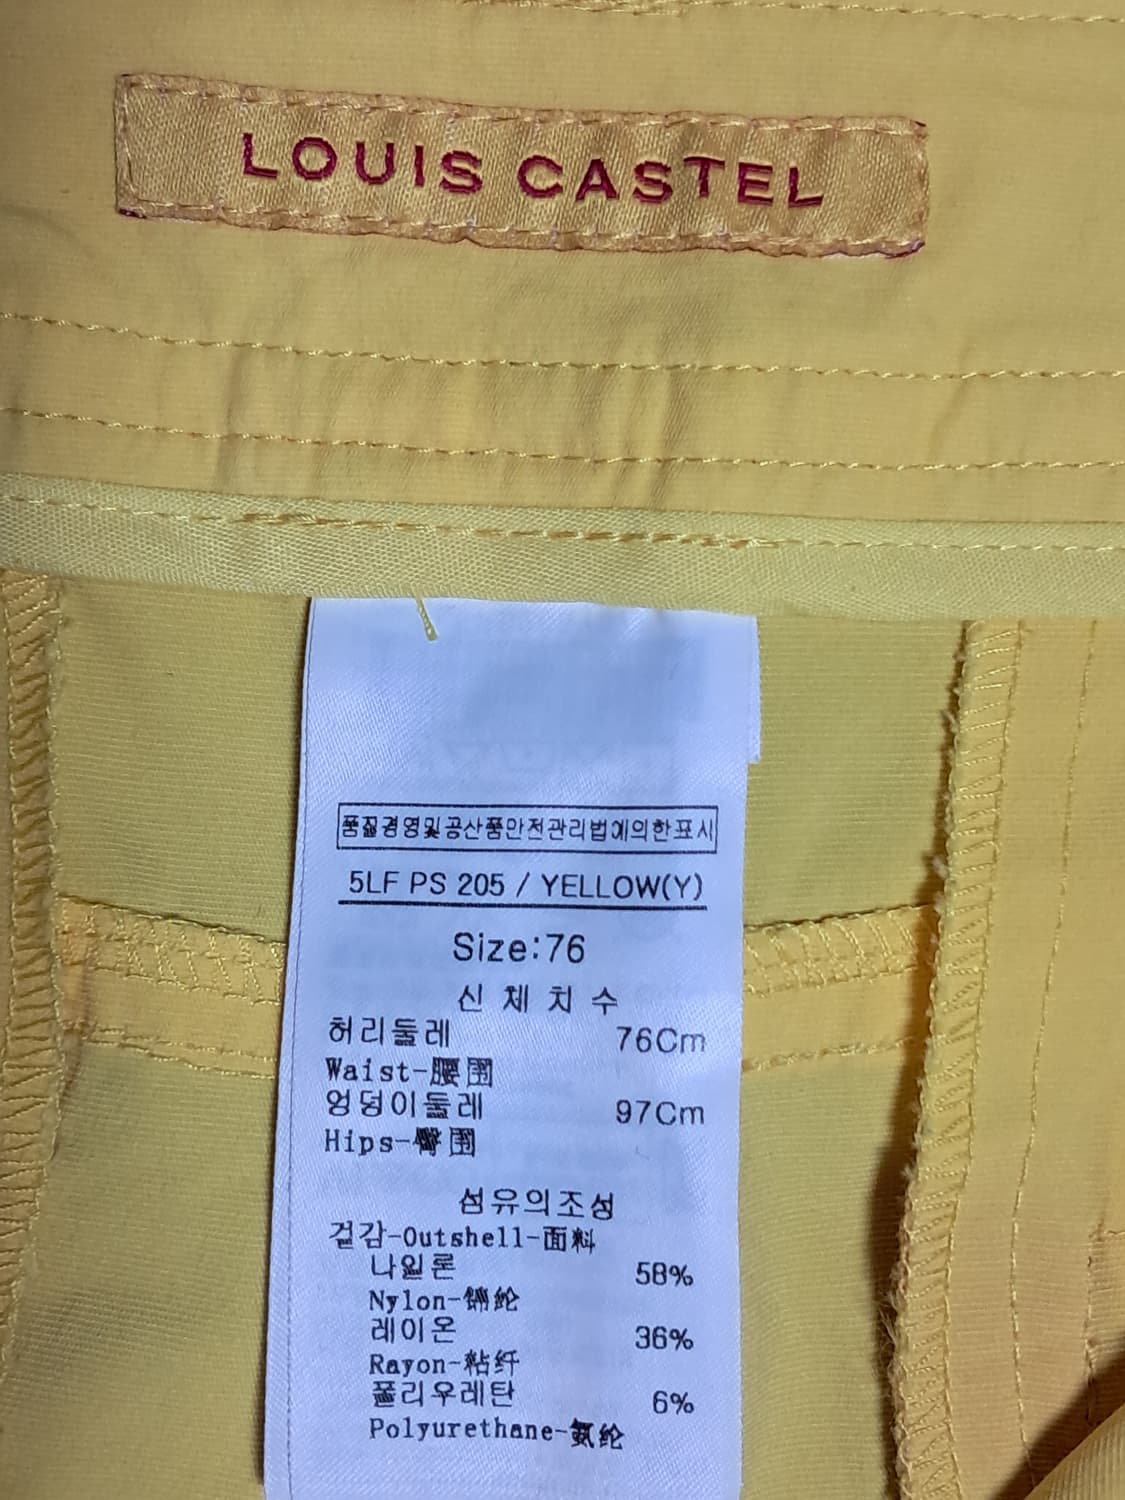 LOUIS CASTEL
품질경영및공산품안전관리법에의한표시
5LF PS 205 / YELLOW(Y)
Size:76
신 체 치 수
허리둘레 76Cm
Waist-腰围
엉덩이둘레 97Cm
Hips-臀围
섬유의조성
겉감-Outshell-面料
나일론 58%
Nylon-锦纶
레이온 36%
Rayon-粘纤
폴리우레탄 6%
Polyurethane-氨纶